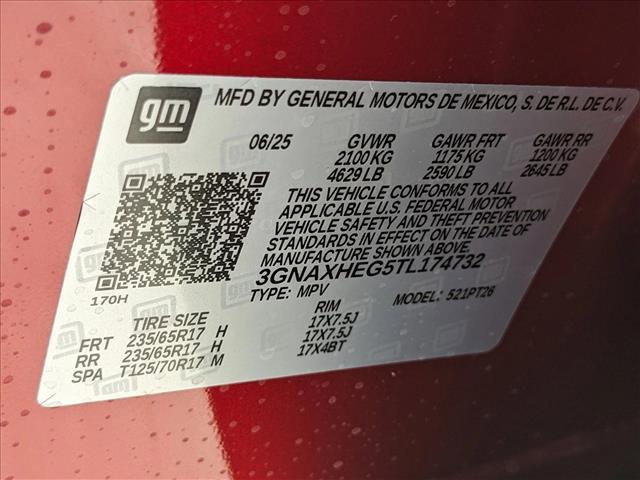 gm MFD BY GENERAL MOTORS DE MEXICO, S. DE R.L. DE C.V.
06/25 GVWR GAWR FRT GAWR RR
2100 KG 1175 KG 1200 KG
4629 LB 2590 LB 2645 LB
THIS VEHICLE CONFORMS TO ALL
APPLICABLE U.S. FEDERAL MOTOR
VEHICLE SAFETY AND THEFT PREVENTION
STANDARDS IN EFFECT ON THE DATE OF
MANUFACTURE SHOWN ABOVE.
3GNAXHEG5TL174732
170H TYPE: MPV MODEL: 521PT26
TIRE SIZE RIM
FRT 235/65R17 H 17X7.5J
RR 235/65R17 H 17X7.5J
SPA T125/70R17 M 17X4BT